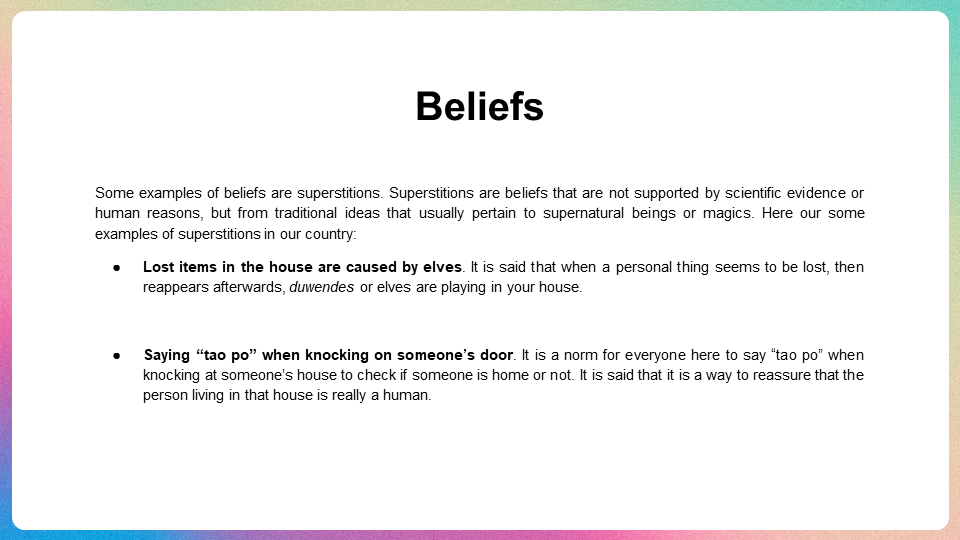 Beliefs
Some examples of beliefs are superstitions. Superstitions are beliefs that are not supported by scientific evidence or
human reasons, but from traditional ideas that usually pertain to supernatural beings or magics. Here our some
examples of superstitions in our country:
● Lost items in the house are caused by elves. It is said that when a personal thing seems to be lost, then
reappears afterwards, duwendes or elves are playing in your house.
● Saying “tao po” when knocking on someone’s door. It is a norm for everyone here to say “tao po” when
knocking at someone’s house to check if someone is home or not. It is said that it is a way to reassure that the
person living in that house is really a human.